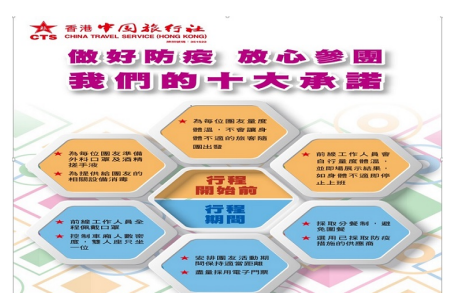 CTS
香港中國旅行社
CHINA TRAVEL SERVICE (HONG KONG)
做好防疫 放心參團
我們的十大承諾
★ 為每位團友量度
體溫，不會讓身
體不適的旅客隨
團出發
★ 為每位團友準備
外科口罩及酒精
搓手液
★ 為提供給團友的
相關設備消毒
★ 前線工作人員會
自行量度體溫，
並即場展示結果，
如身體不適即停
止上班
行程
開始前
行程
期間
★ 前線工作人員全
程佩戴口罩
★ 控制車廂人數密
度，雙人座只坐
一位
★ 採取分餐制，避
免圍餐
★ 選用已採取防疫
措施的供應商
★ 安排團友活動期
間保持適當距離
★ 盡量採用電子門票